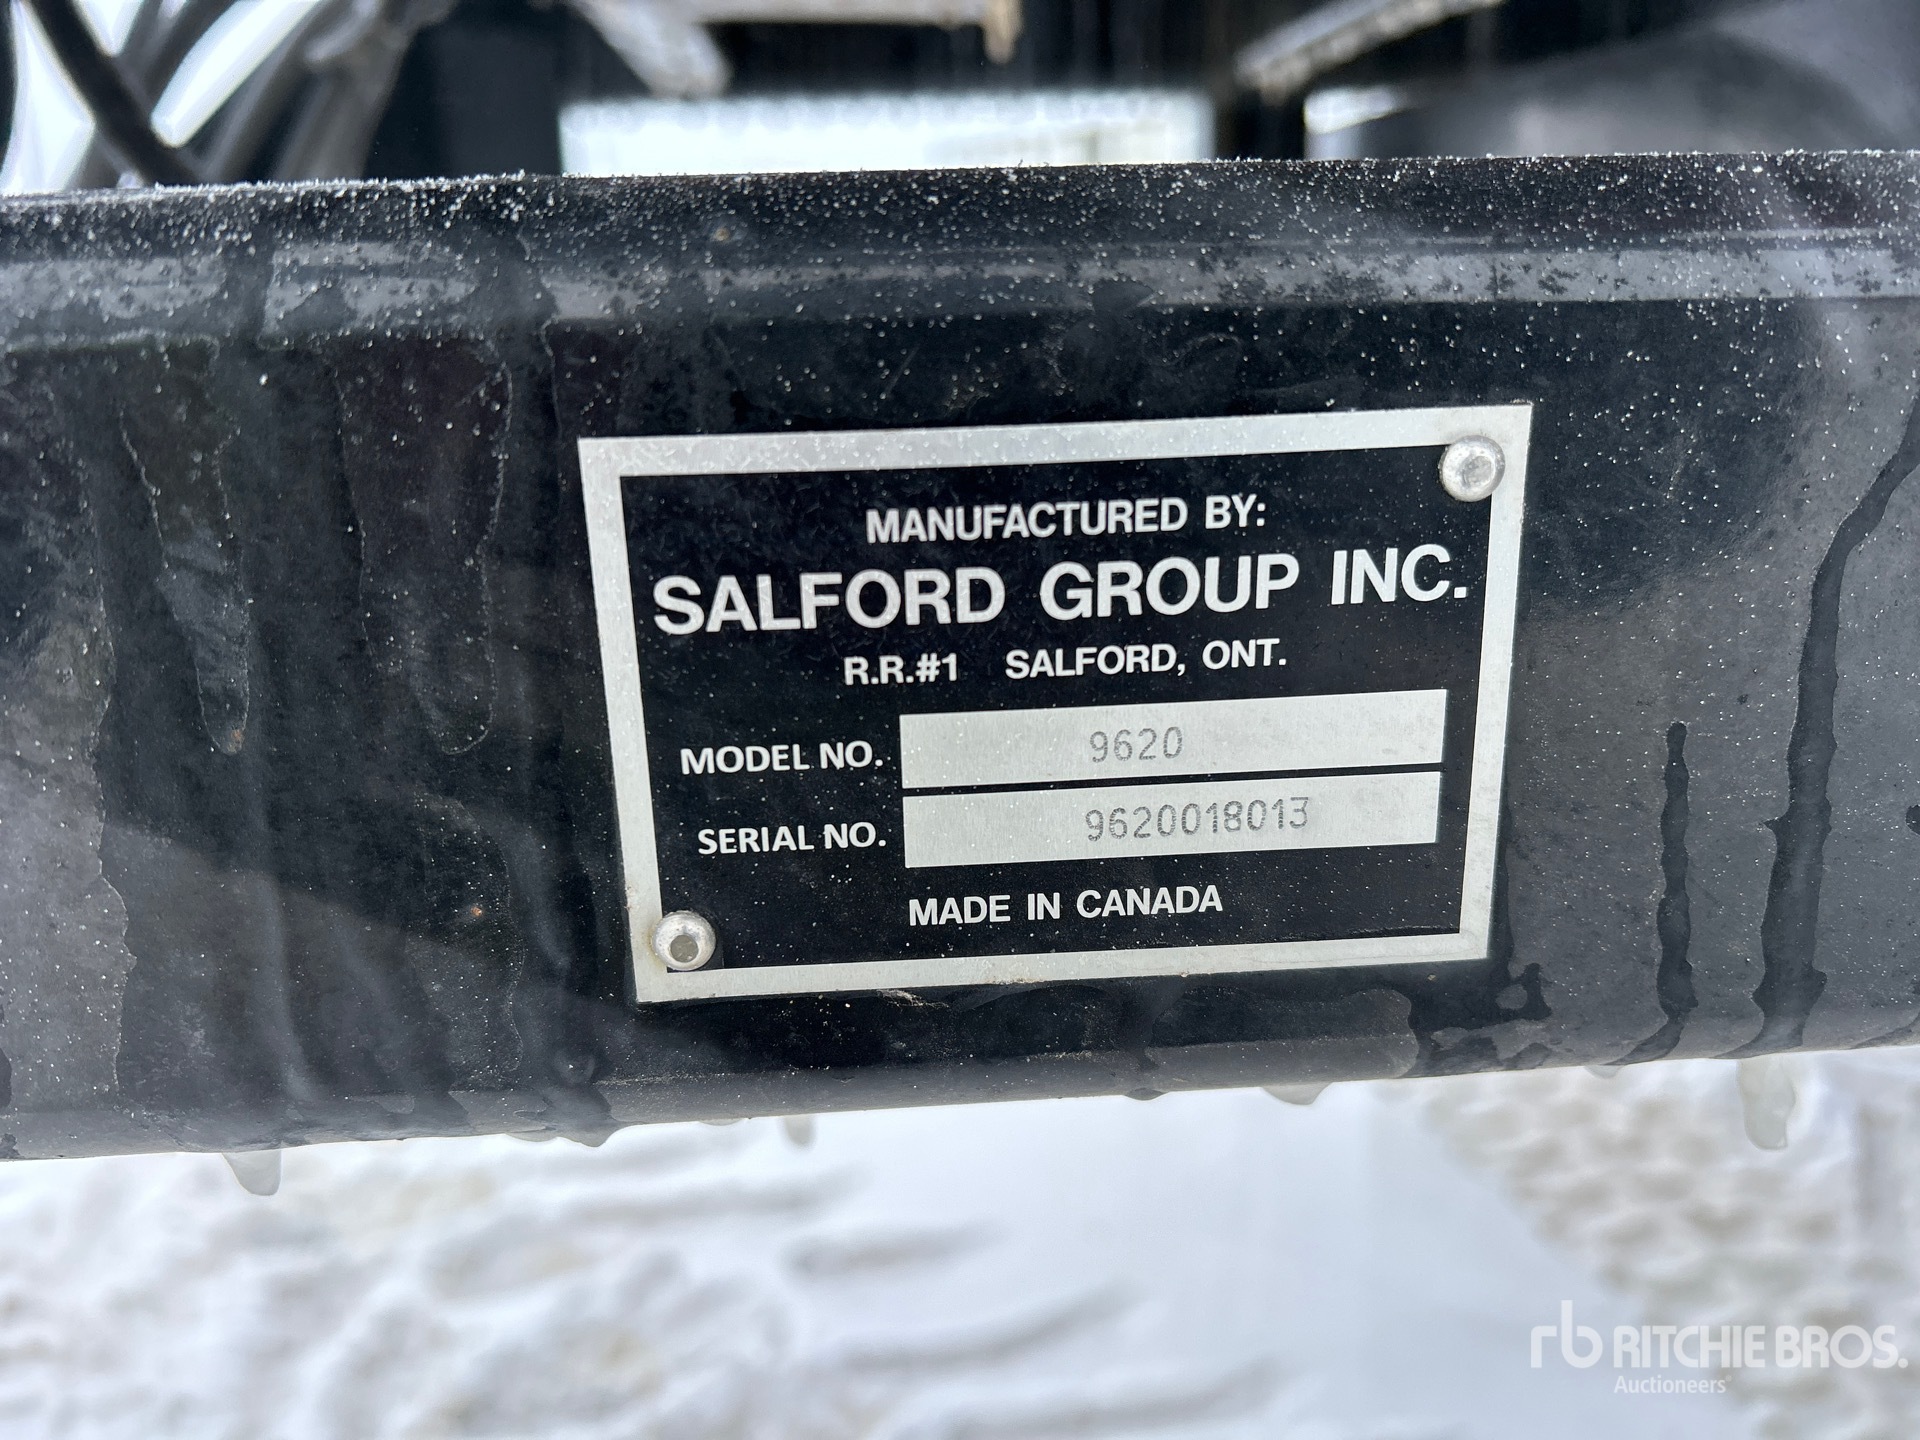 MANUFACTURED BY:
SALFORD GROUP INC.
R.R.#1 SALFORD, ONT.
MODEL NO. 9620
SERIAL NO. 9620018013
MADE IN CANADA
rb RITCHIE BROS.
Auctioneers